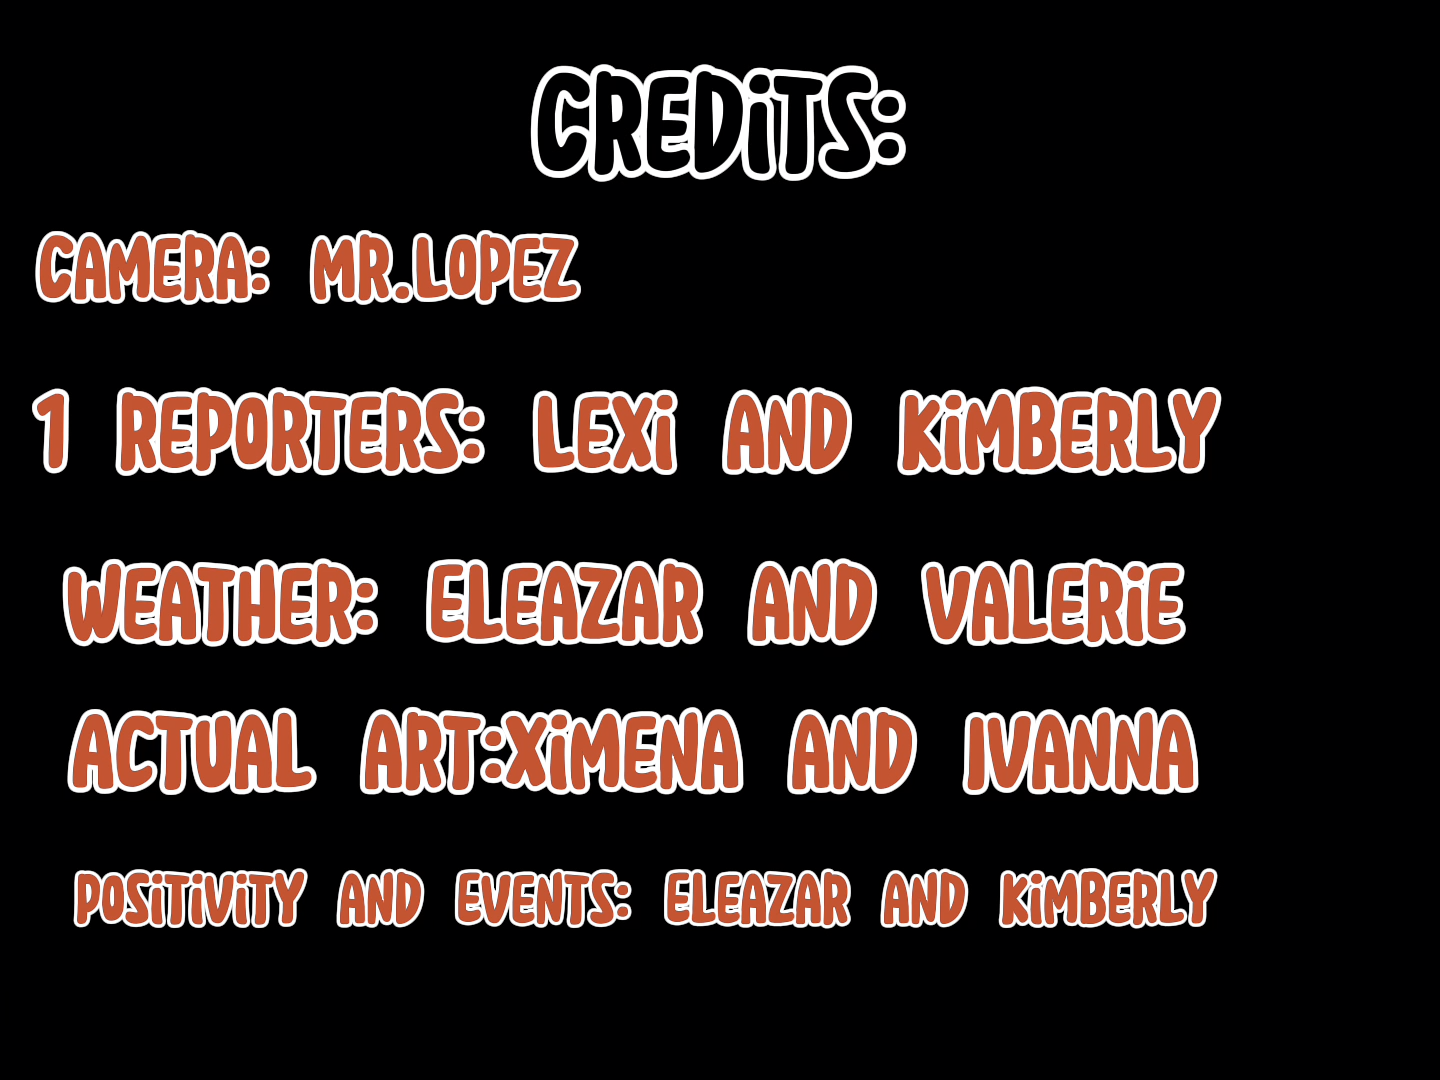 CREDiTS:
CAMERA: MR.LOPEZ
1 REPORTERS: LEXi AND KiMBERLY
WEATHER: ELEAZAR AND VALERiE
ACTUAL ART:XiMENA AND IVANNA
POSiTiViTY AND EVENTS: ELEAZAR AND KiMBERLY